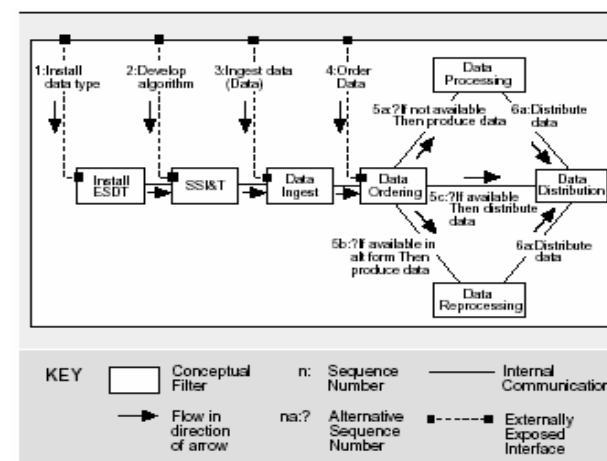 1:Install
data type
2:Develop
algorithm
3:Ingest data
(Data)
4:Order
Data
Data
Processing
5a:?If not available
Then produce data
6a:Distribute
data
Install
ESDT
SSI&T
Data
Ingest
Data
Ordering
Data
Distribution
5c:?If available
Then distribute
data
5b:?If available in
alt form Then
produce data
6a:Distribute
data
Data
Reprocessing
KEY
Conceptual
Filter
n:
Sequence
Number
Internal
Communication
Flow in
direction
of arrow
na:?
Alternative
Sequence
Number
Externally
Exposed
Interface